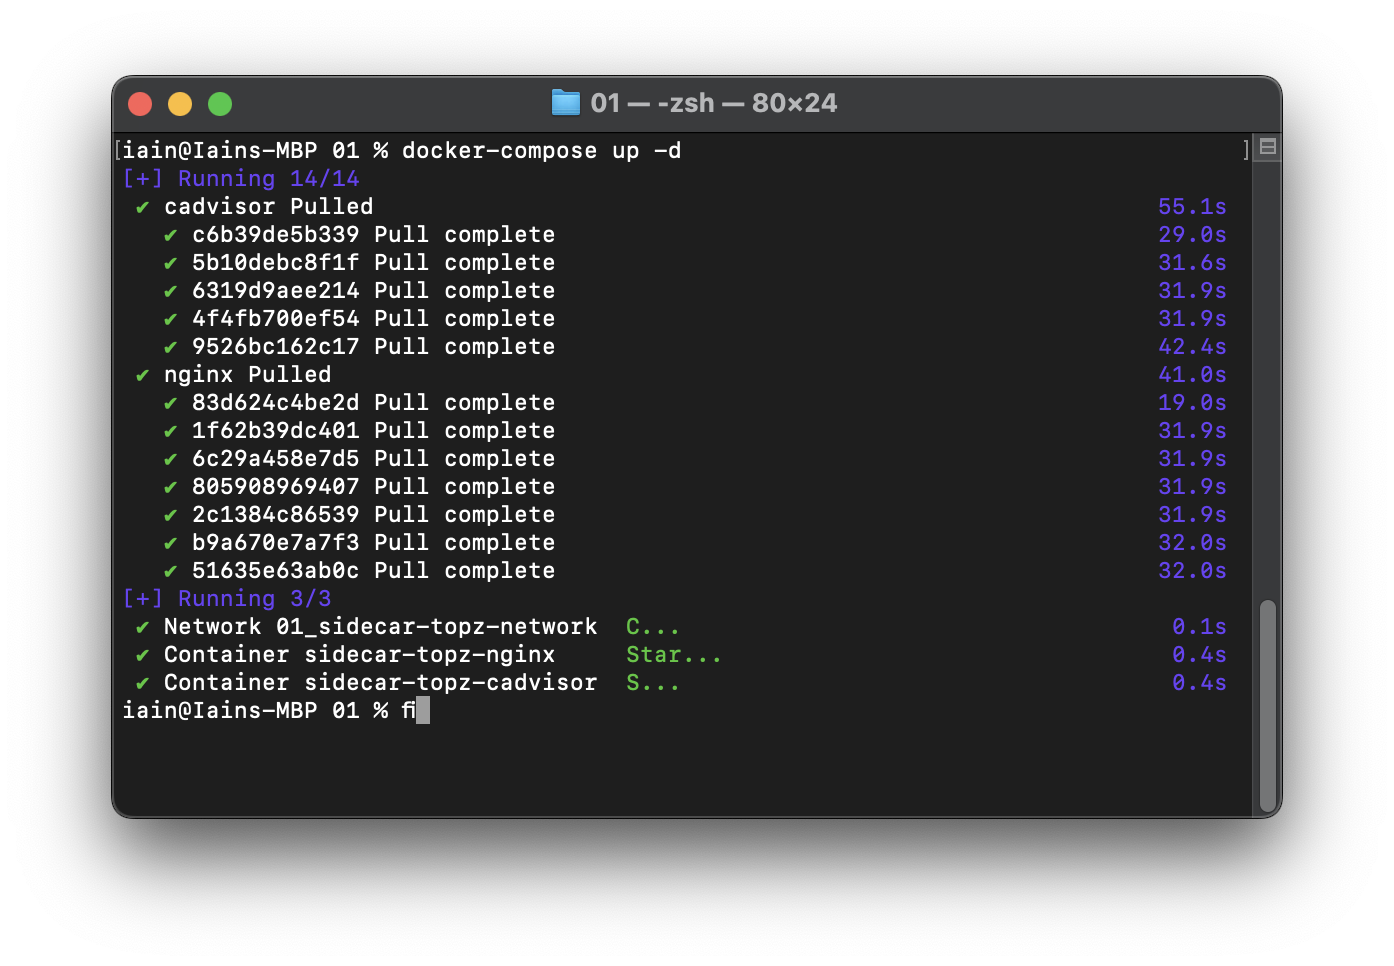 01 — -zsh — 80×24
[iain@Iains-MBP 01 % docker-compose up -d ]
[+] Running 14/14
✔ cadvisor Pulled 55.1s
✔ c6b39de5b339 Pull complete 29.0s
✔ 5b10debc8f1f Pull complete 31.6s
✔ 6319d9aee214 Pull complete 31.9s
✔ 4f4fb700ef54 Pull complete 31.9s
✔ 9526bc162c17 Pull complete 42.4s
✔ nginx Pulled 41.0s
✔ 83d624c4be2d Pull complete 19.0s
✔ 1f62b39dc401 Pull complete 31.9s
✔ 6c29a458e7d5 Pull complete 31.9s
✔ 805908969407 Pull complete 31.9s
✔ 2c1384c86539 Pull complete 31.9s
✔ b9a670e7a7f3 Pull complete 32.0s
✔ 51635e63ab0c Pull complete 32.0s
[+] Running 3/3
✔ Network 01_sidecar-topz-network C... 0.1s
✔ Container sidecar-topz-nginx Star... 0.4s
✔ Container sidecar-topz-cadvisor S... 0.4s
iain@Iains-MBP 01 % fi